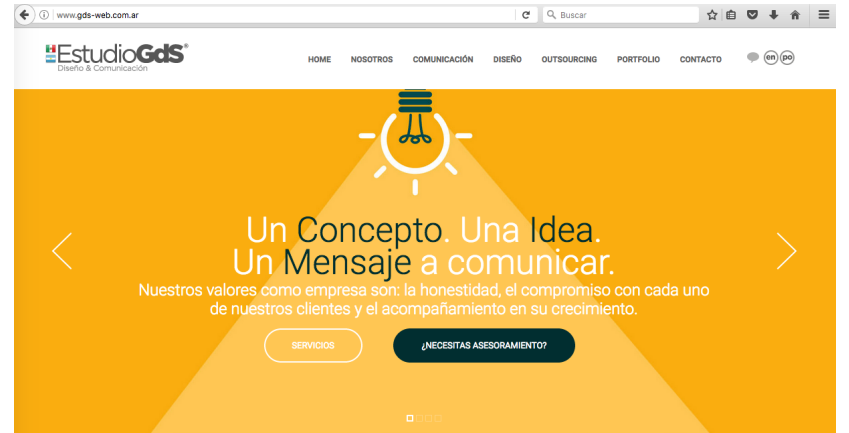 www.gds-web.com.ar
Buscar
EstudioGdS®
Diseño & Comunicación
HOME NOSOTROS COMUNICACIÓN DISEÑO OUTSOURCING PORTFOLIO CONTACTO en po
Un Concepto. Una Idea.
Un Mensaje a comunicar.
Nuestros valores como empresa son: la honestidad, el compromiso con cada uno
de nuestros clientes y el acompañamiento en su crecimiento.
SERVICIOS ¿NECESITAS ASESORAMIENTO?